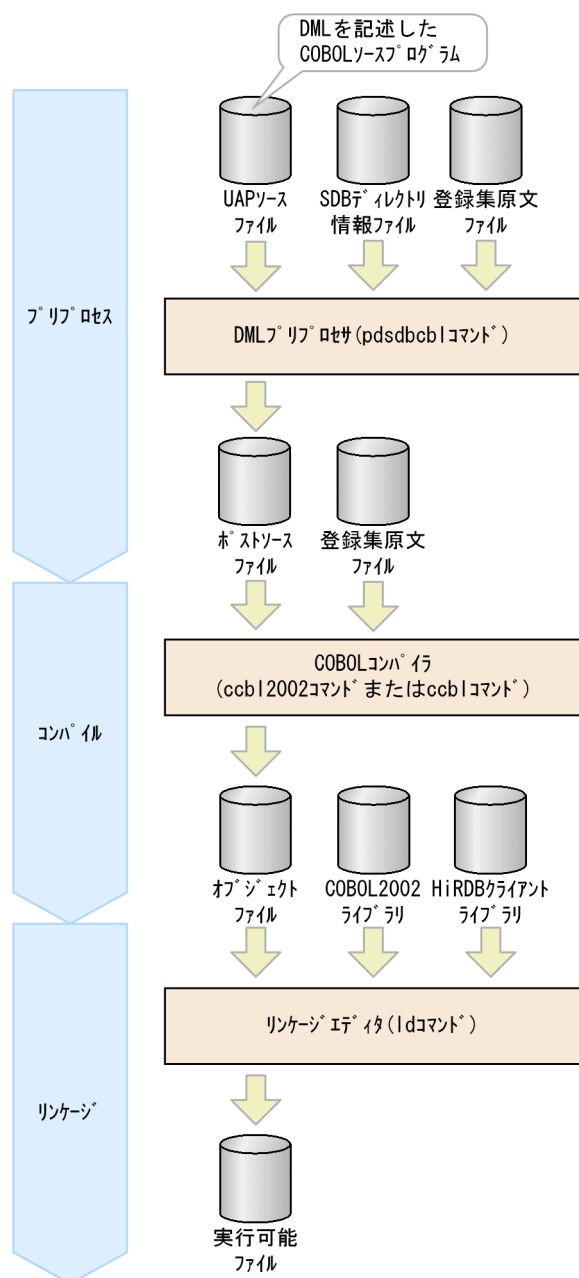 DMLを記述した
COBOLソースプログラム
UAPソース
ファイル
SDBディレクトリ
情報ファイル
登録集原文
ファイル
プリプロセス
DMLプリプロセサ(pdsdbcblコマンド)
ポストソース
ファイル
登録集原文
ファイル
COBOLコンパイラ
(ccbl2002コマンドまたはccblコマンド)
コンパイル
オブジェクト
ファイル
COBOL2002
ライブラリ
HiRDBクライアント
ライブラリ
リンケージエディタ(ldコマンド)
リンケージ
実行可能
ファイル